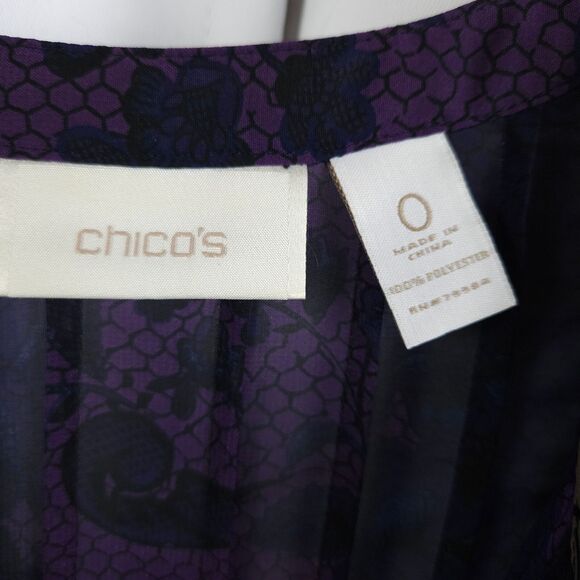 chico's
0
MADE IN
CHINA
100% POLYESTER